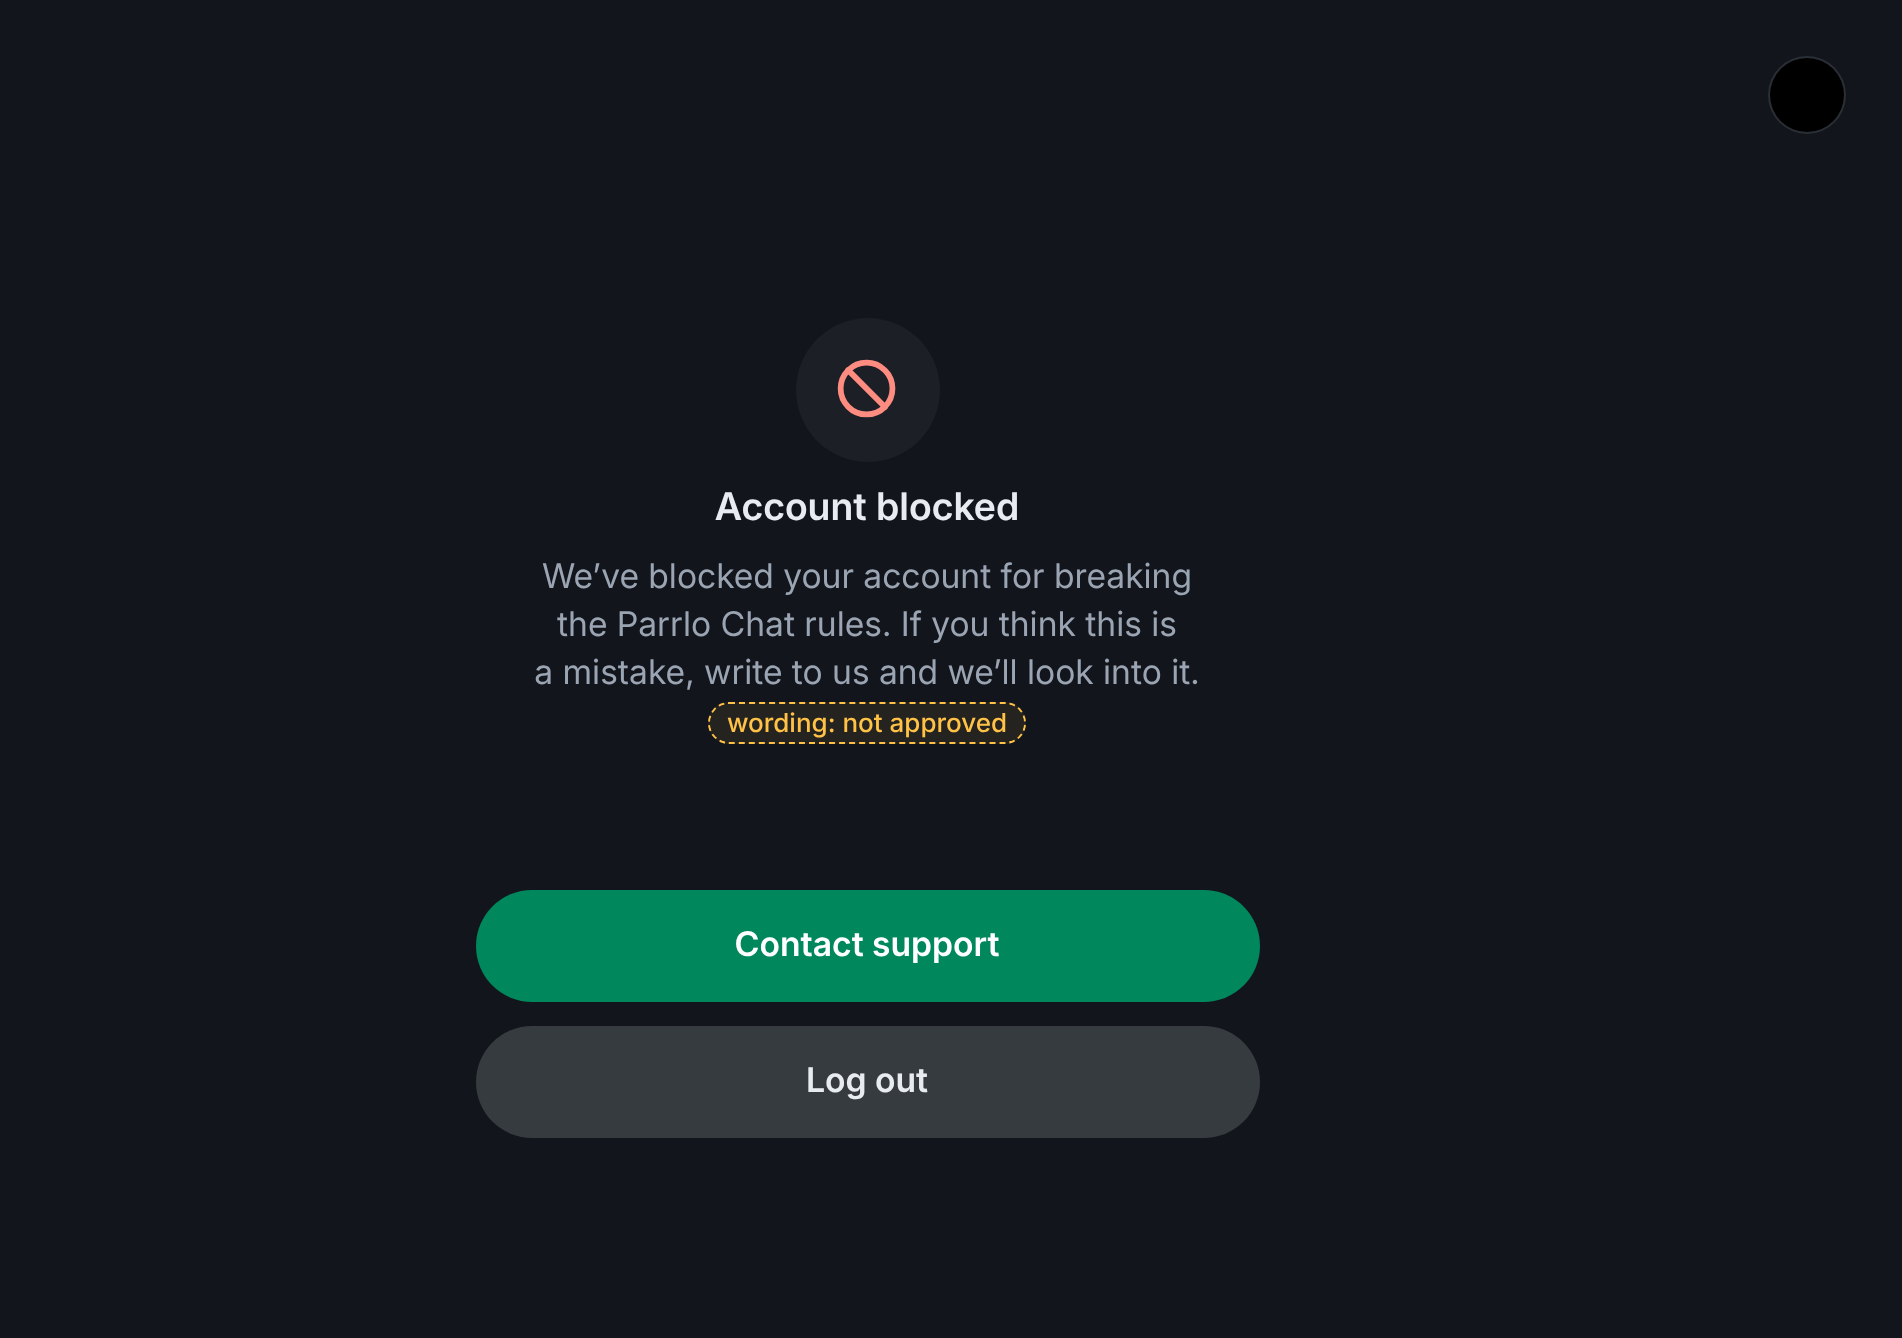 Account blocked
We’ve blocked your account for breaking
the Parrlo Chat rules. If you think this is
a mistake, write to us and we’ll look into it.
wording: not approved
Contact support
Log out